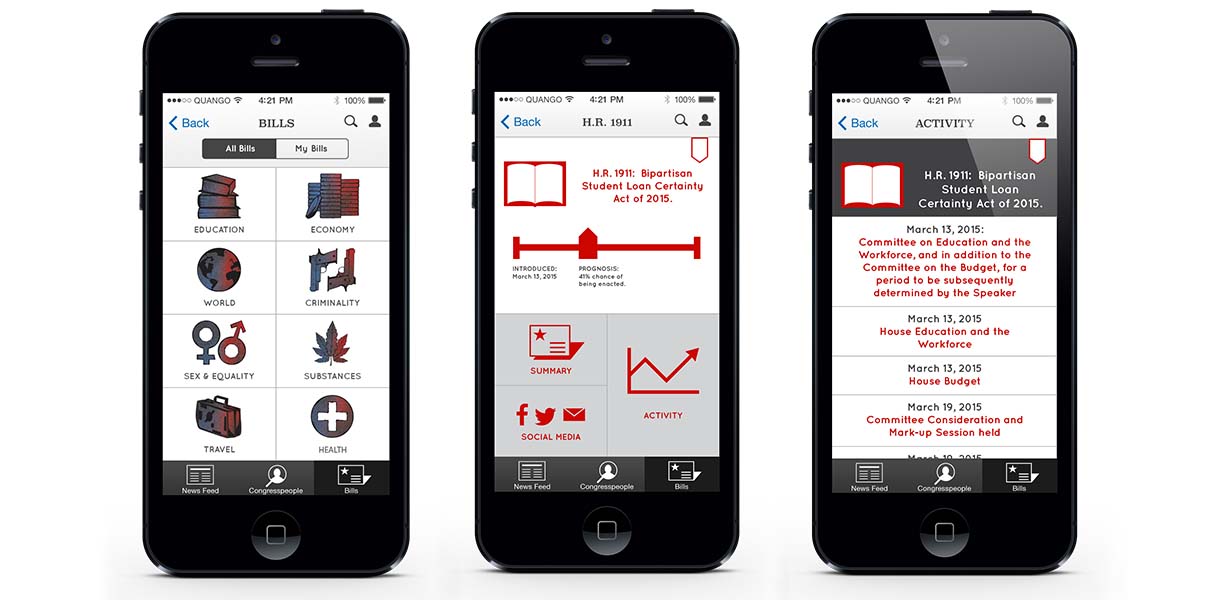 QUANGO 4:21 PM 100%
Back BILLS
All Bills My Bills
EDUCATION ECONOMY
WORLD CRIMINALITY
SEX & EQUALITY SUBSTANCES
TRAVEL HEALTH
News Feed Congresspeople Bills
QUANGO 4:21 PM 100%
Back H.R. 1911
H.R. 1911: Bipartisan
Student Loan Certainty
Act of 2015.
INTRODUCED:
March 13, 2015
PROGNOSIS:
41% chance of
being enacted.
SUMMARY
ACTIVITY
SOCIAL MEDIA
News Feed Congresspeople Bills
QUANGO 4:21 PM 100%
Back ACTIVITY
H.R. 1911: Bipartisan
Student Loan
Certainty Act of 2015.
March 13, 2015:
Committee on Education and the
Workforce, and in addition to the
Committee on the Budget, for a
period to be subsequently
determined by the Speaker
March 13, 2015
House Education and the
Workforce
March 13, 2015
House Budget
March 19, 2015
Committee Consideration and
Mark-up Session held
News Feed Congresspeople Bills